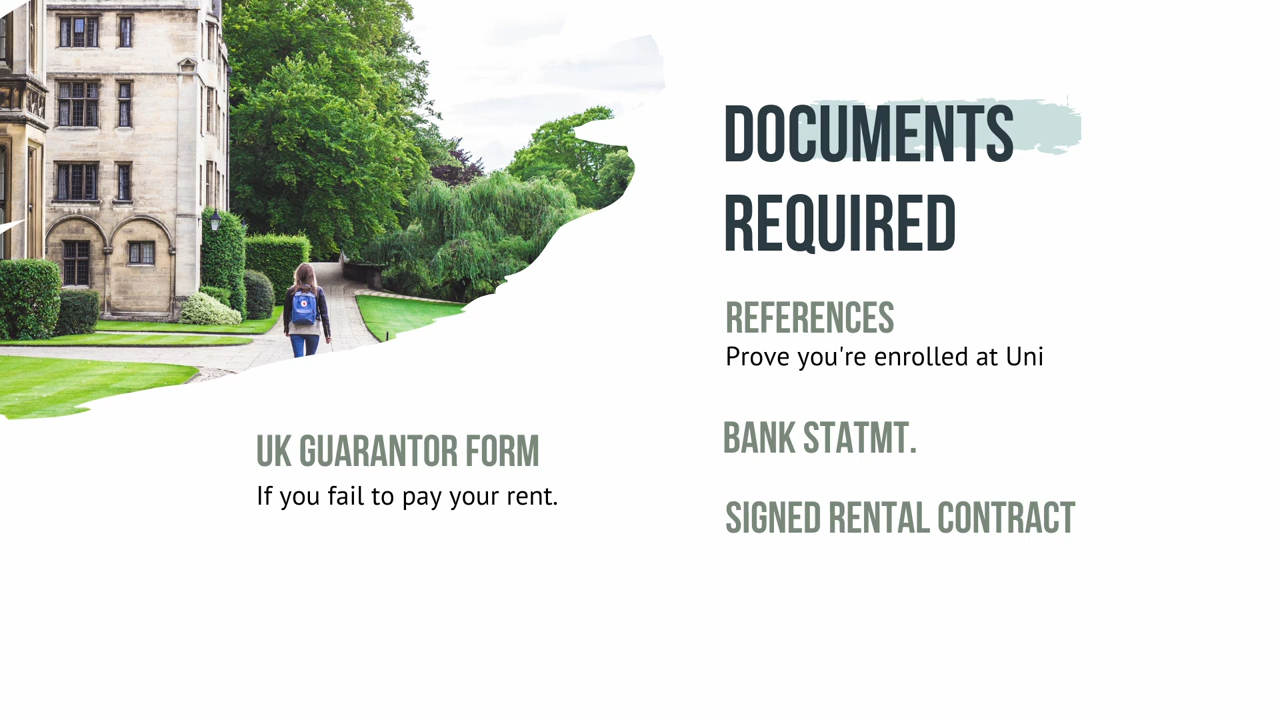 DOCUMENTS
REQUIRED
REFERENCES
Prove you're enrolled at Uni
BANK STATMT.
SIGNED RENTAL CONTRACT
UK GUARANTOR FORM
If you fail to pay your rent.